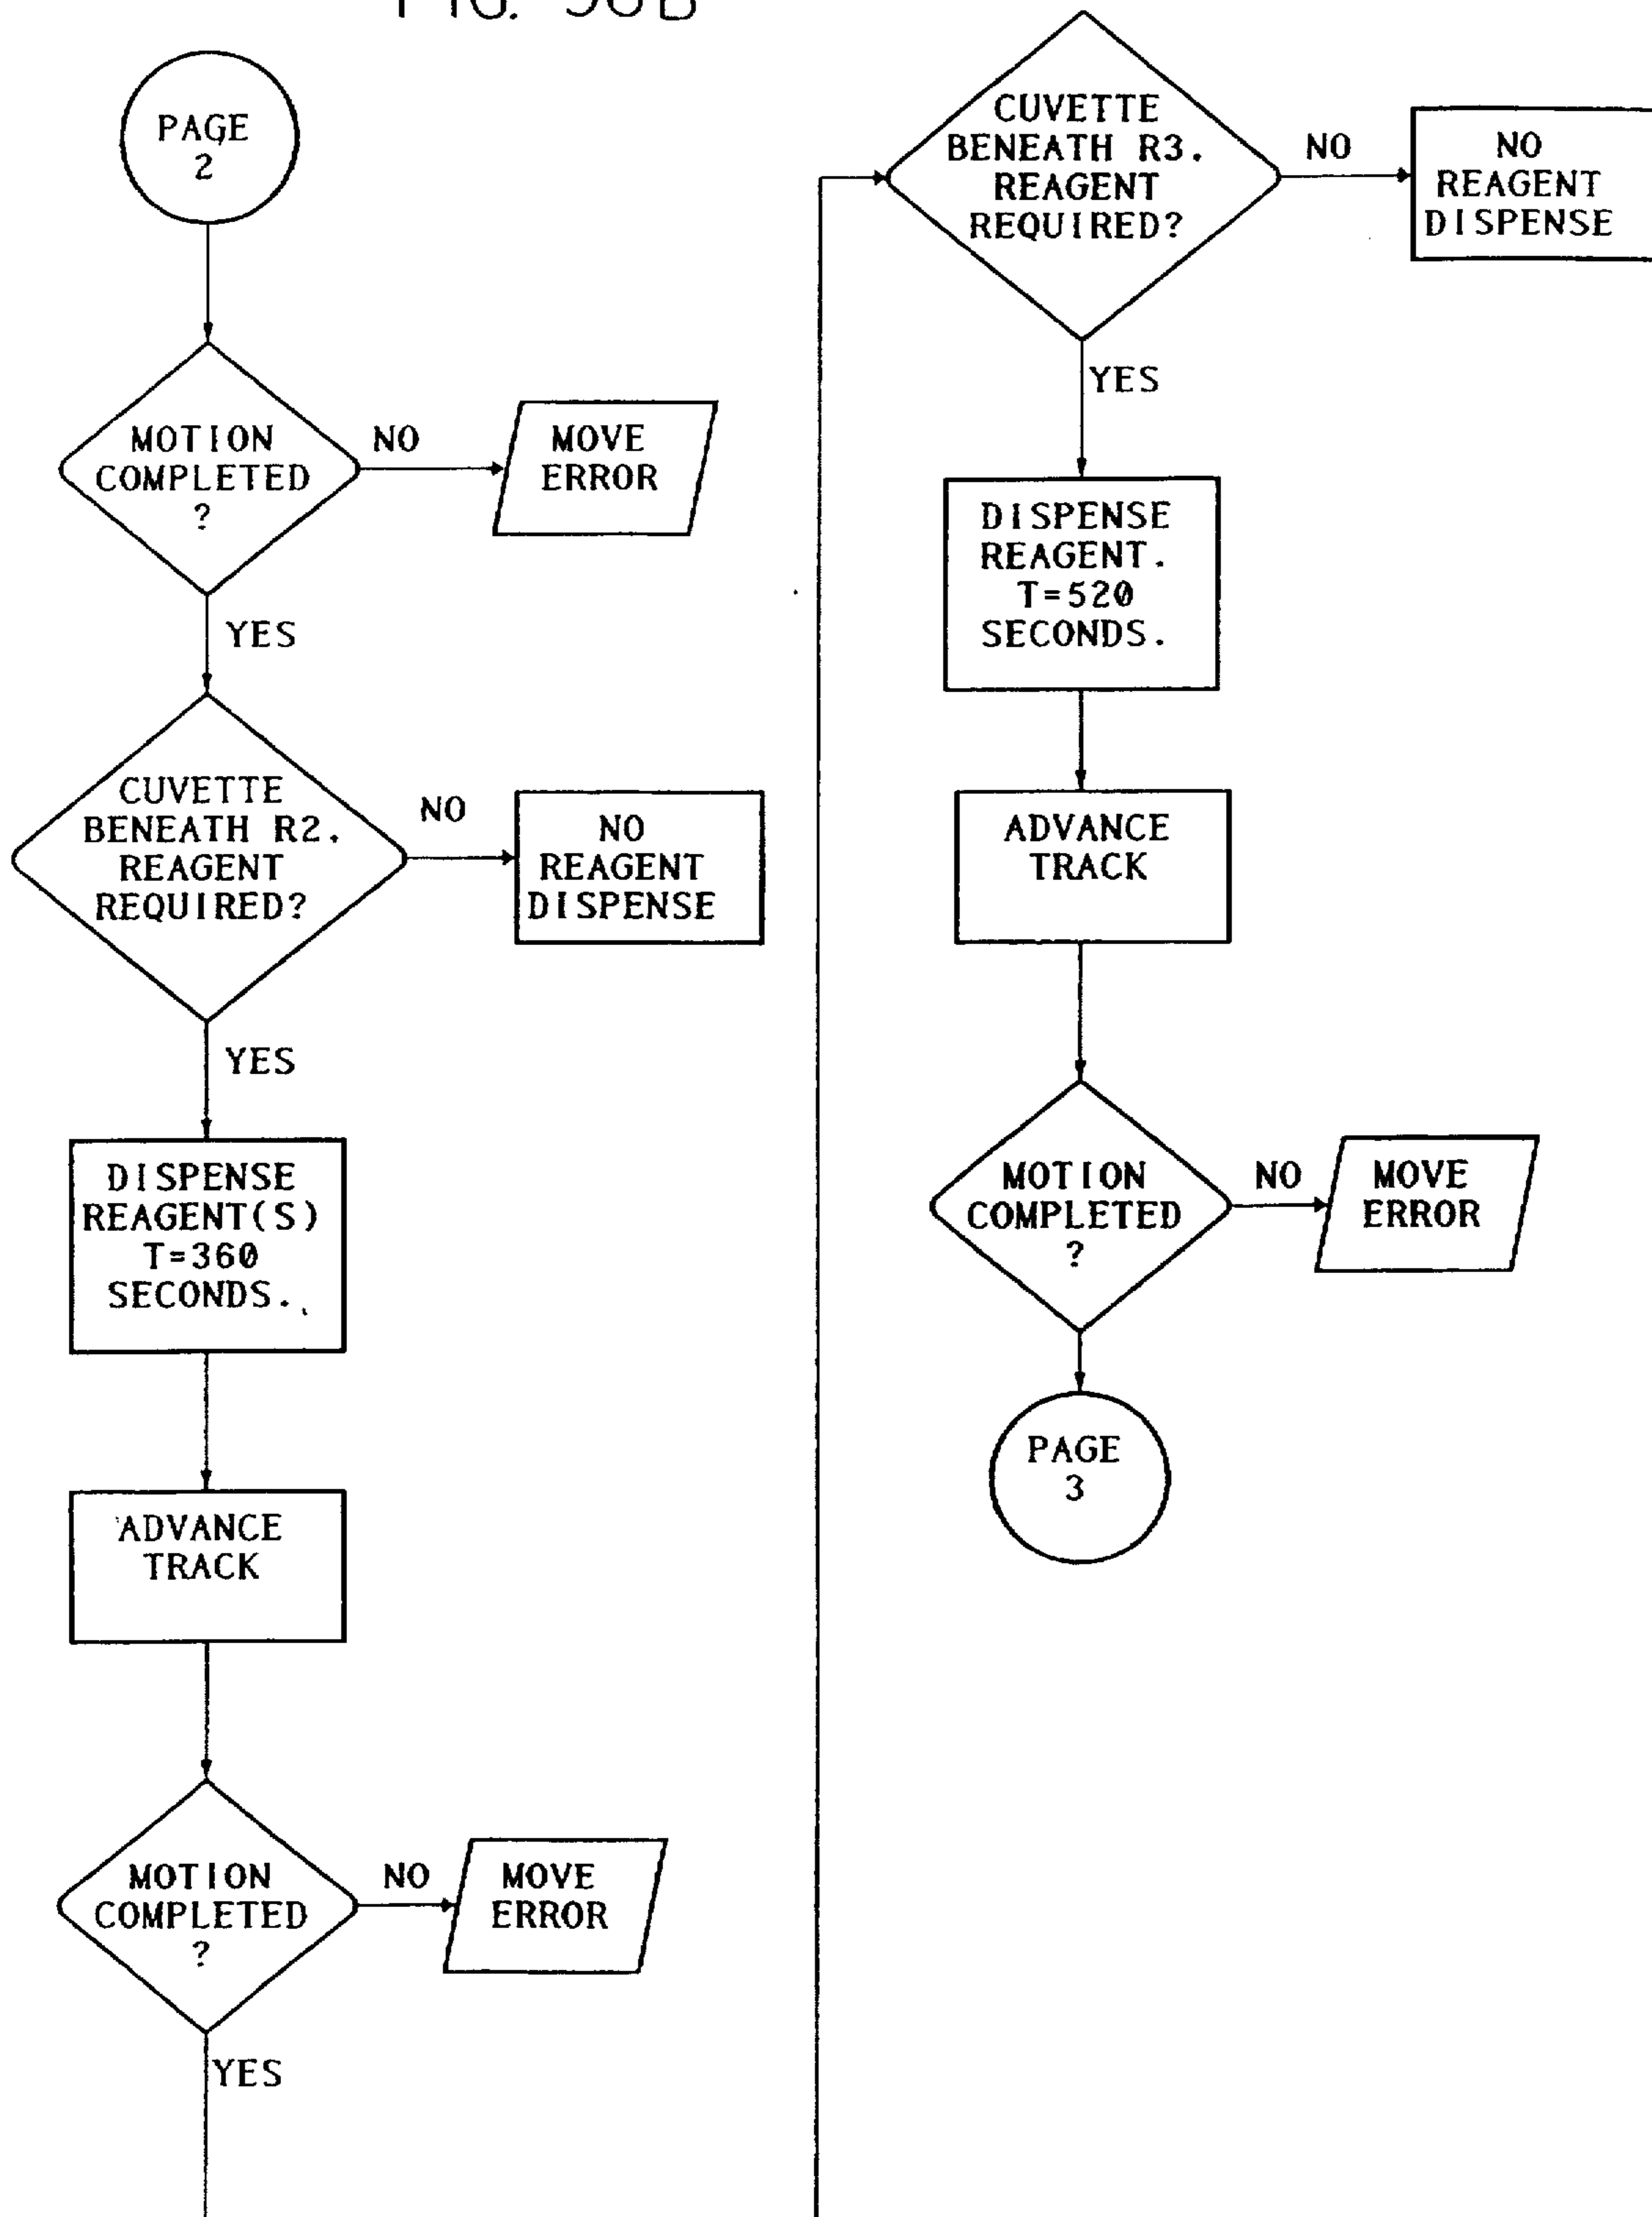 PAGE
2
MOTION
COMPLETED
?
NO
MOVE
ERROR
YES
CUVETTE
BENEATH R2.
REAGENT
REQUIRED?
NO
NO
REAGENT
DISPENSE
YES
DISPENSE
REAGENT(S)
T=360
SECONDS.
ADVANCE
TRACK
MOTION
COMPLETED
?
NO
MOVE
ERROR
YES
CUVETTE
BENEATH R3.
REAGENT
REQUIRED?
NO
NO
REAGENT
DISPENSE
YES
DISPENSE
REAGENT.
T=520
SECONDS.
ADVANCE
TRACK
MOTION
COMPLETED
?
NO
MOVE
ERROR
PAGE
3